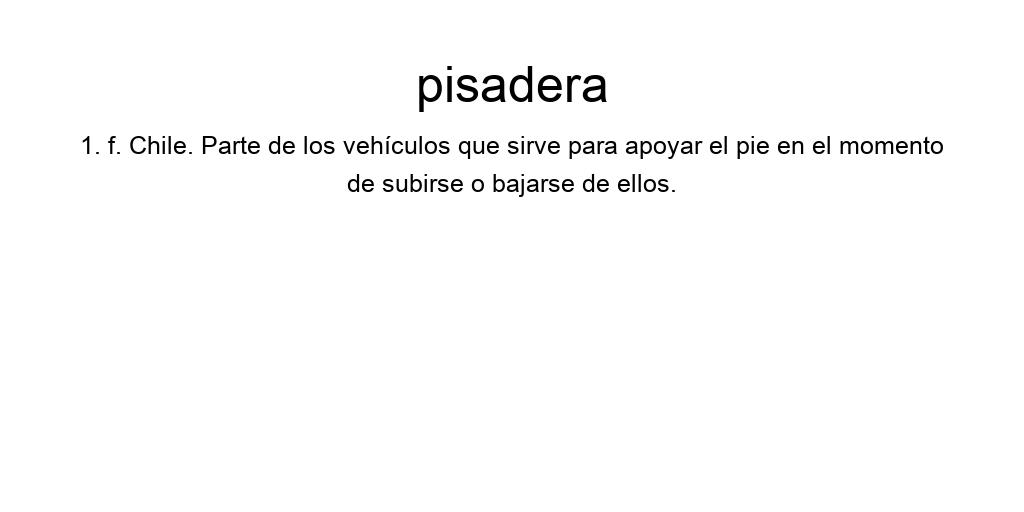 pisadera
1. f. Chile. Parte de los vehículos que sirve para apoyar el pie en el momento
de subirse o bajarse de ellos.